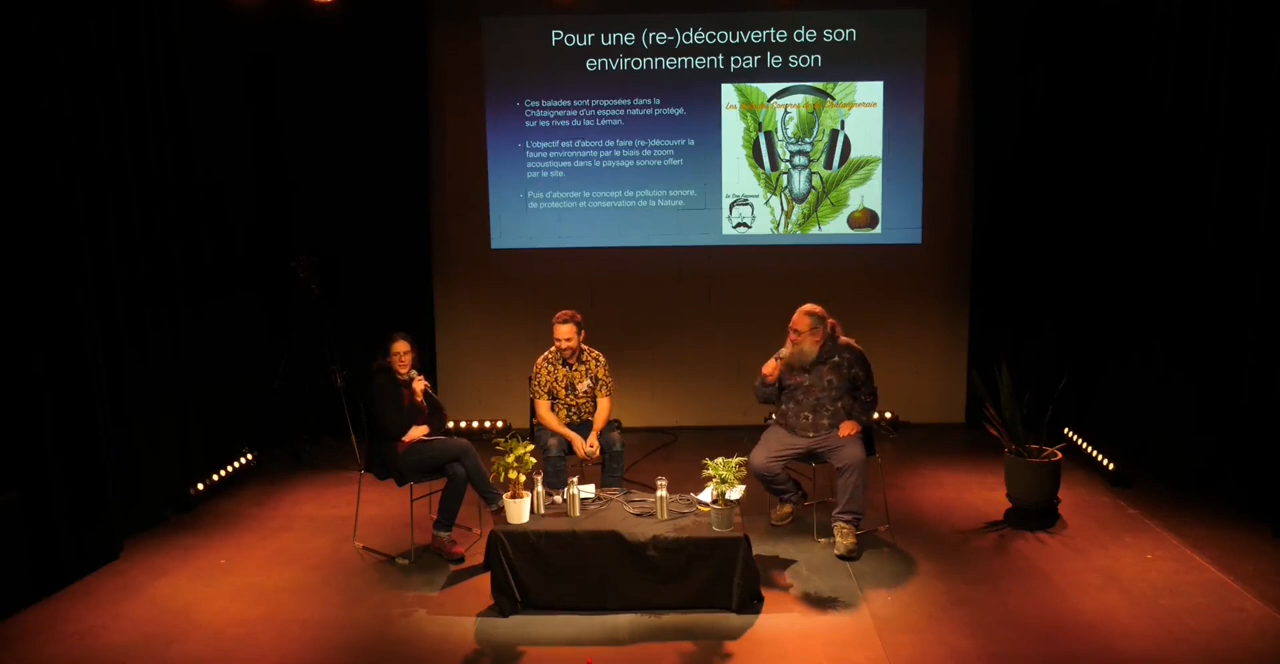 Pour une (re-)découverte de son
environnement par le son
• Ces balades sont proposées dans la
Châtaigneraie d'un espace naturel protégé,
sur les rives du lac Léman.
• L'objectif est d'abord de faire (re-)découvrir la
faune environnante par le biais de zoom
acoustiques dans le paysage sonore offert
par le site.
• Puis d'aborder le concept de pollution sonore,
de protection et conservation de la Nature.
Les Sonores de Châtaigneraie